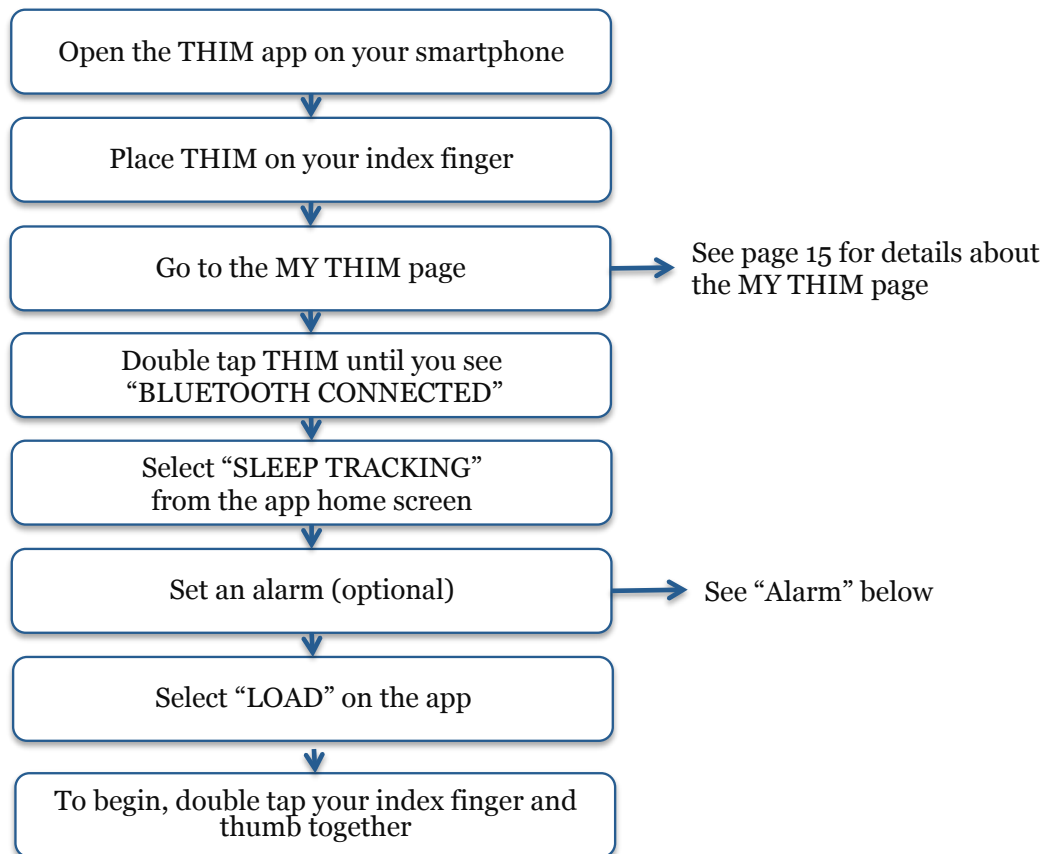 Open the THIM app on your smartphone
Place THIM on your index finger
Go to the MY THIM page
See page 15 for details about
the MY THIM page
Double tap THIM until you see
“BLUETOOTH CONNECTED”
Select “SLEEP TRACKING”
from the app home screen
Set an alarm (optional)
See “Alarm” below
Select “LOAD” on the app
To begin, double tap your index finger and
thumb together